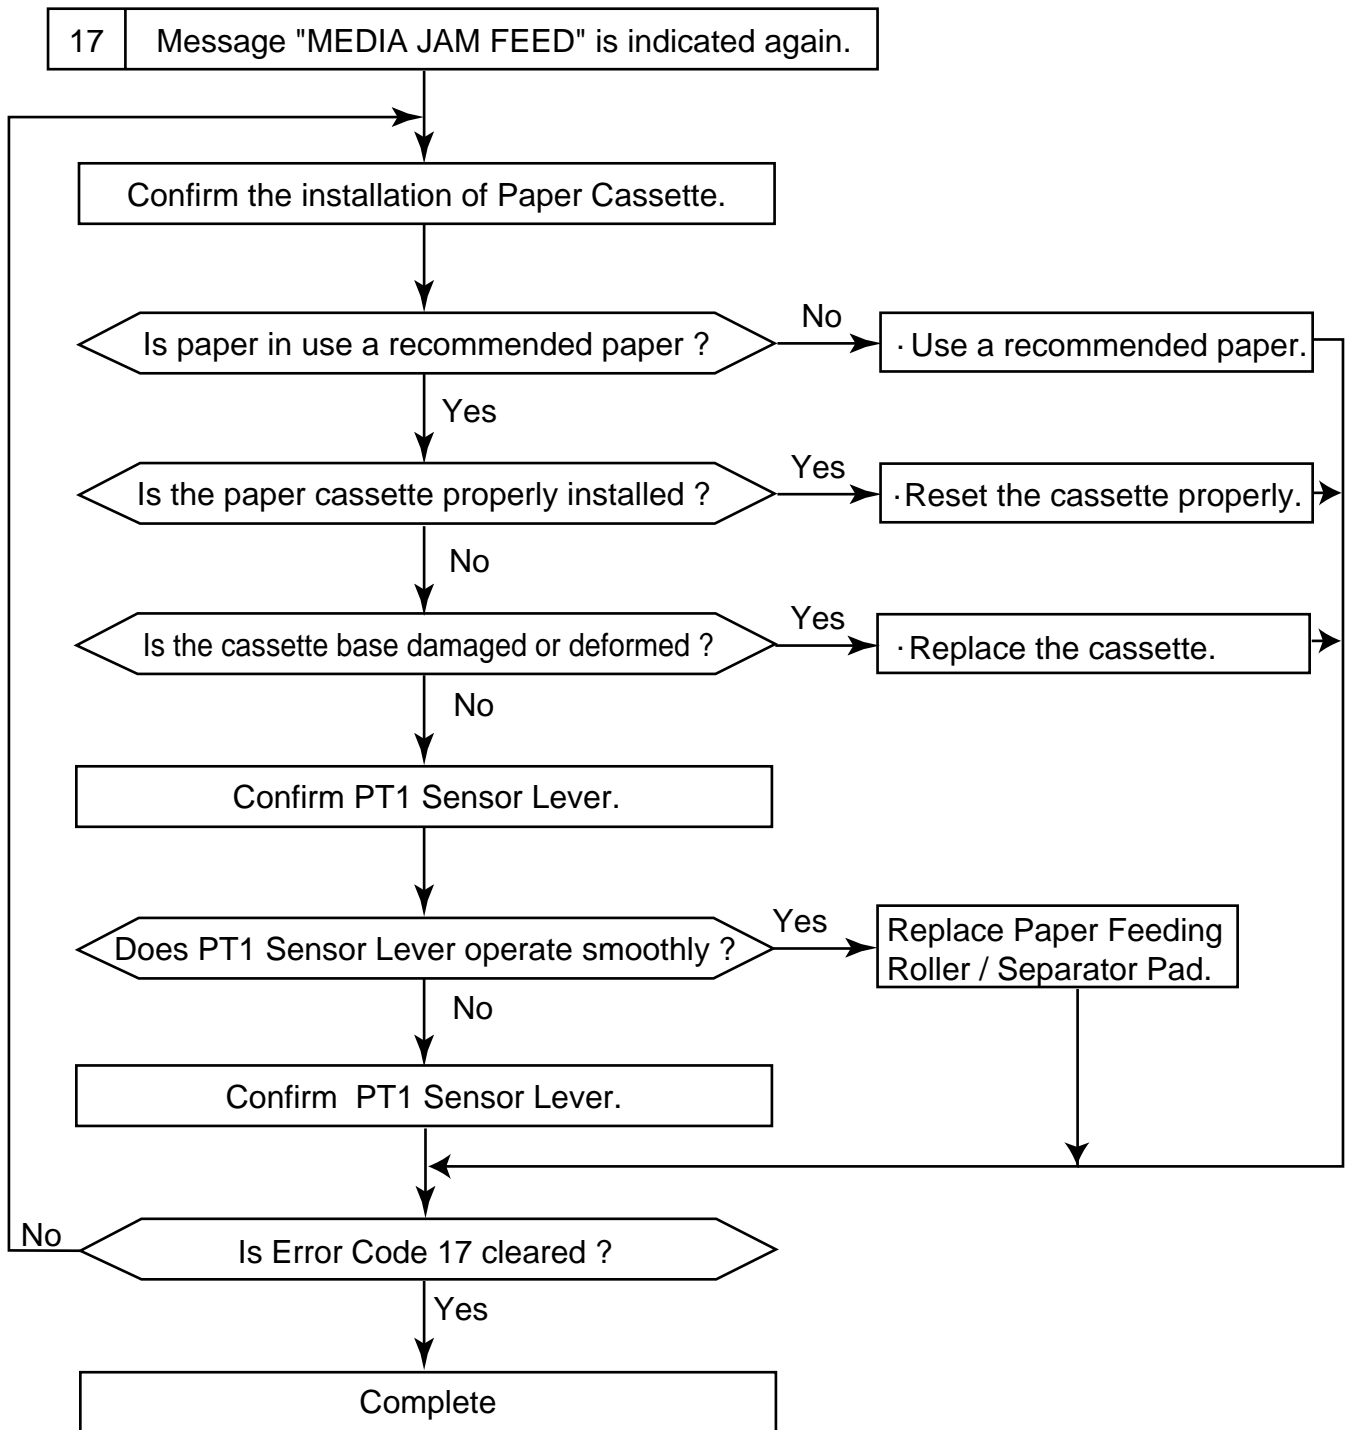 17 Message "MEDIA JAM FEED" is indicated again.
Confirm the installation of Paper Cassette.
Is paper in use a recommended paper ?
No
· Use a recommended paper.
Yes
Is the paper cassette properly installed ?
Yes
· Reset the cassette properly.
No
Is the cassette base damaged or deformed ?
Yes
· Replace the cassette.
No
Confirm PT1 Sensor Lever.
Does PT1 Sensor Lever operate smoothly ?
Yes
Replace Paper Feeding
Roller / Separator Pad.
No
Confirm PT1 Sensor Lever.
Is Error Code 17 cleared ?
No
Yes
Complete